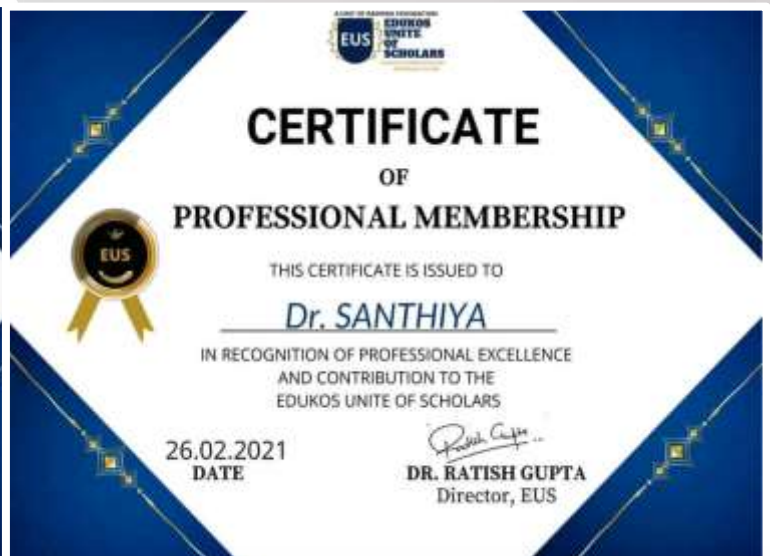 EUS
EDUKOS
UNITE
OF
SCHOLARS
CERTIFICATE
OF
PROFESSIONAL MEMBERSHIP
EUS
THIS CERTIFICATE IS ISSUED TO
Dr. SANTHIYA
IN RECOGNITION OF PROFESSIONAL EXCELLENCE
AND CONTRIBUTION TO THE
EDUKOS UNITE OF SCHOLARS
26.02.2021
DATE
Ratish Gupta
DR. RATISH GUPTA
Director, EUS